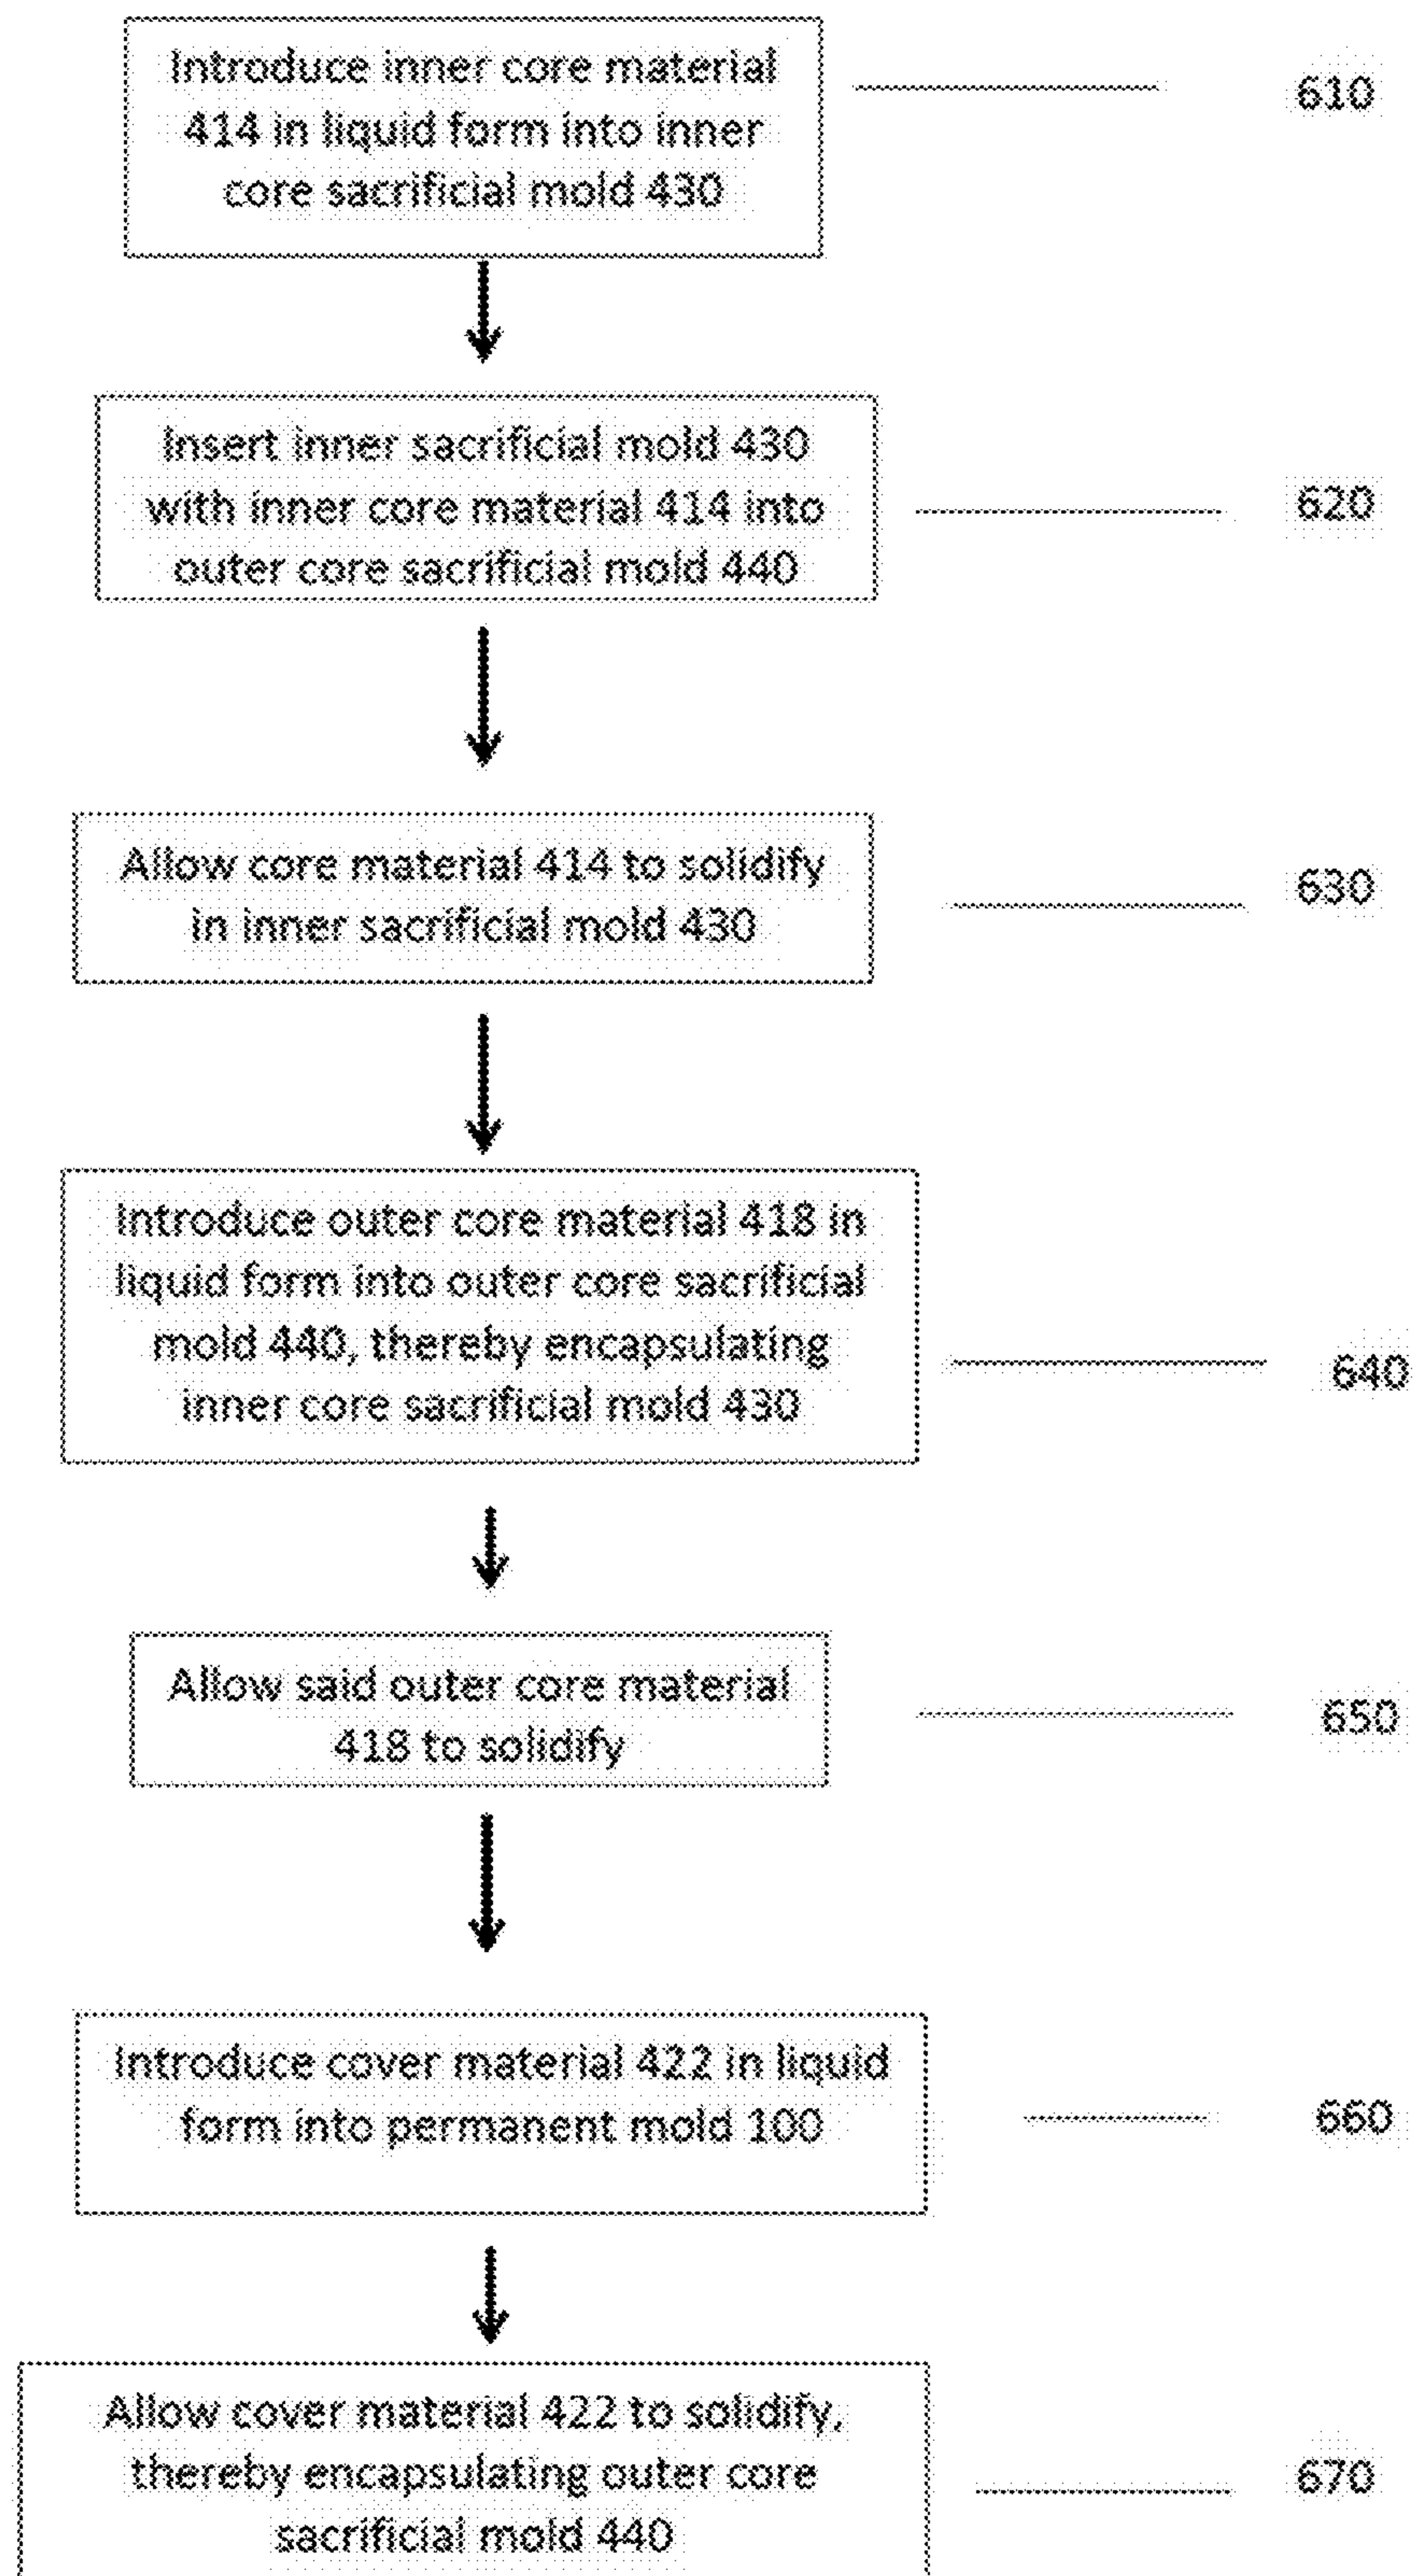 Introduce inner core material
414 in liquid form into inner
core sacrificial mold 430
610
Insert inner sacrificial mold 430
with inner core material 414 into
outer core sacrificial mold 440
620
Allow core material 414 to solidify
in inner sacrificial mold 430
630
Introduce outer core material 418 in
liquid form into outer core sacrificial
mold 440, thereby encapsulating
inner core sacrificial mold 430
640
Allow said outer core material
418 to solidify
650
Introduce cover material 422 in liquid
form into permanent mold 100
660
Allow cover material 422 to solidify,
thereby encapsulating outer core
sacrificial mold 440
670